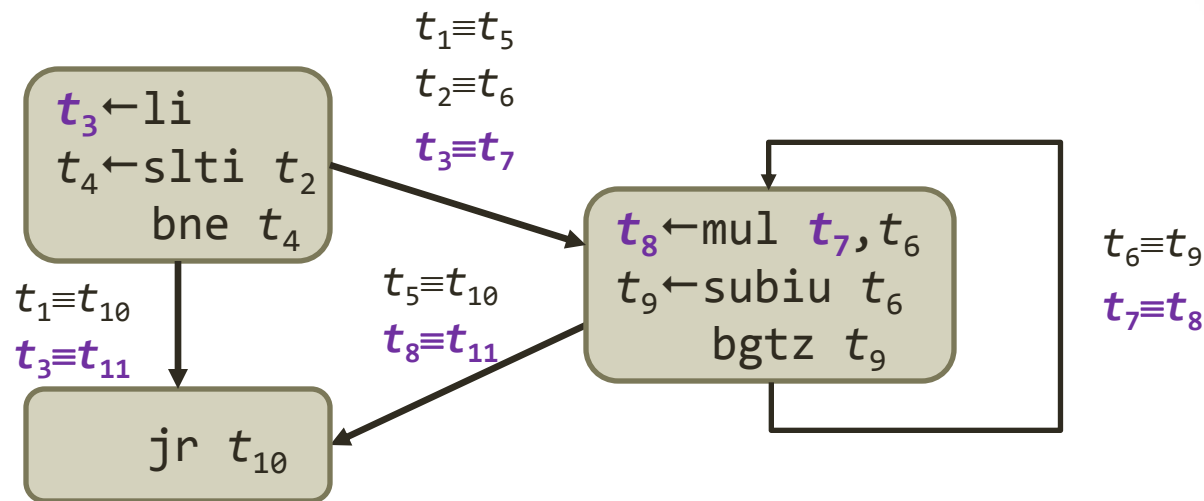 t₁≡t₅
t₂≡t₆
t₃≡t₇
t₃←li
t₄←slti t₂
bne t₄
t₈←mul t₇,t₆
t₉←subiu t₆
bgtz t₉
t₆≡t₉
t₇≡t₈
t₁≡t₁₀
t₃≡t₁₁
t₅≡t₁₀
t₈≡t₁₁
jr t₁₀